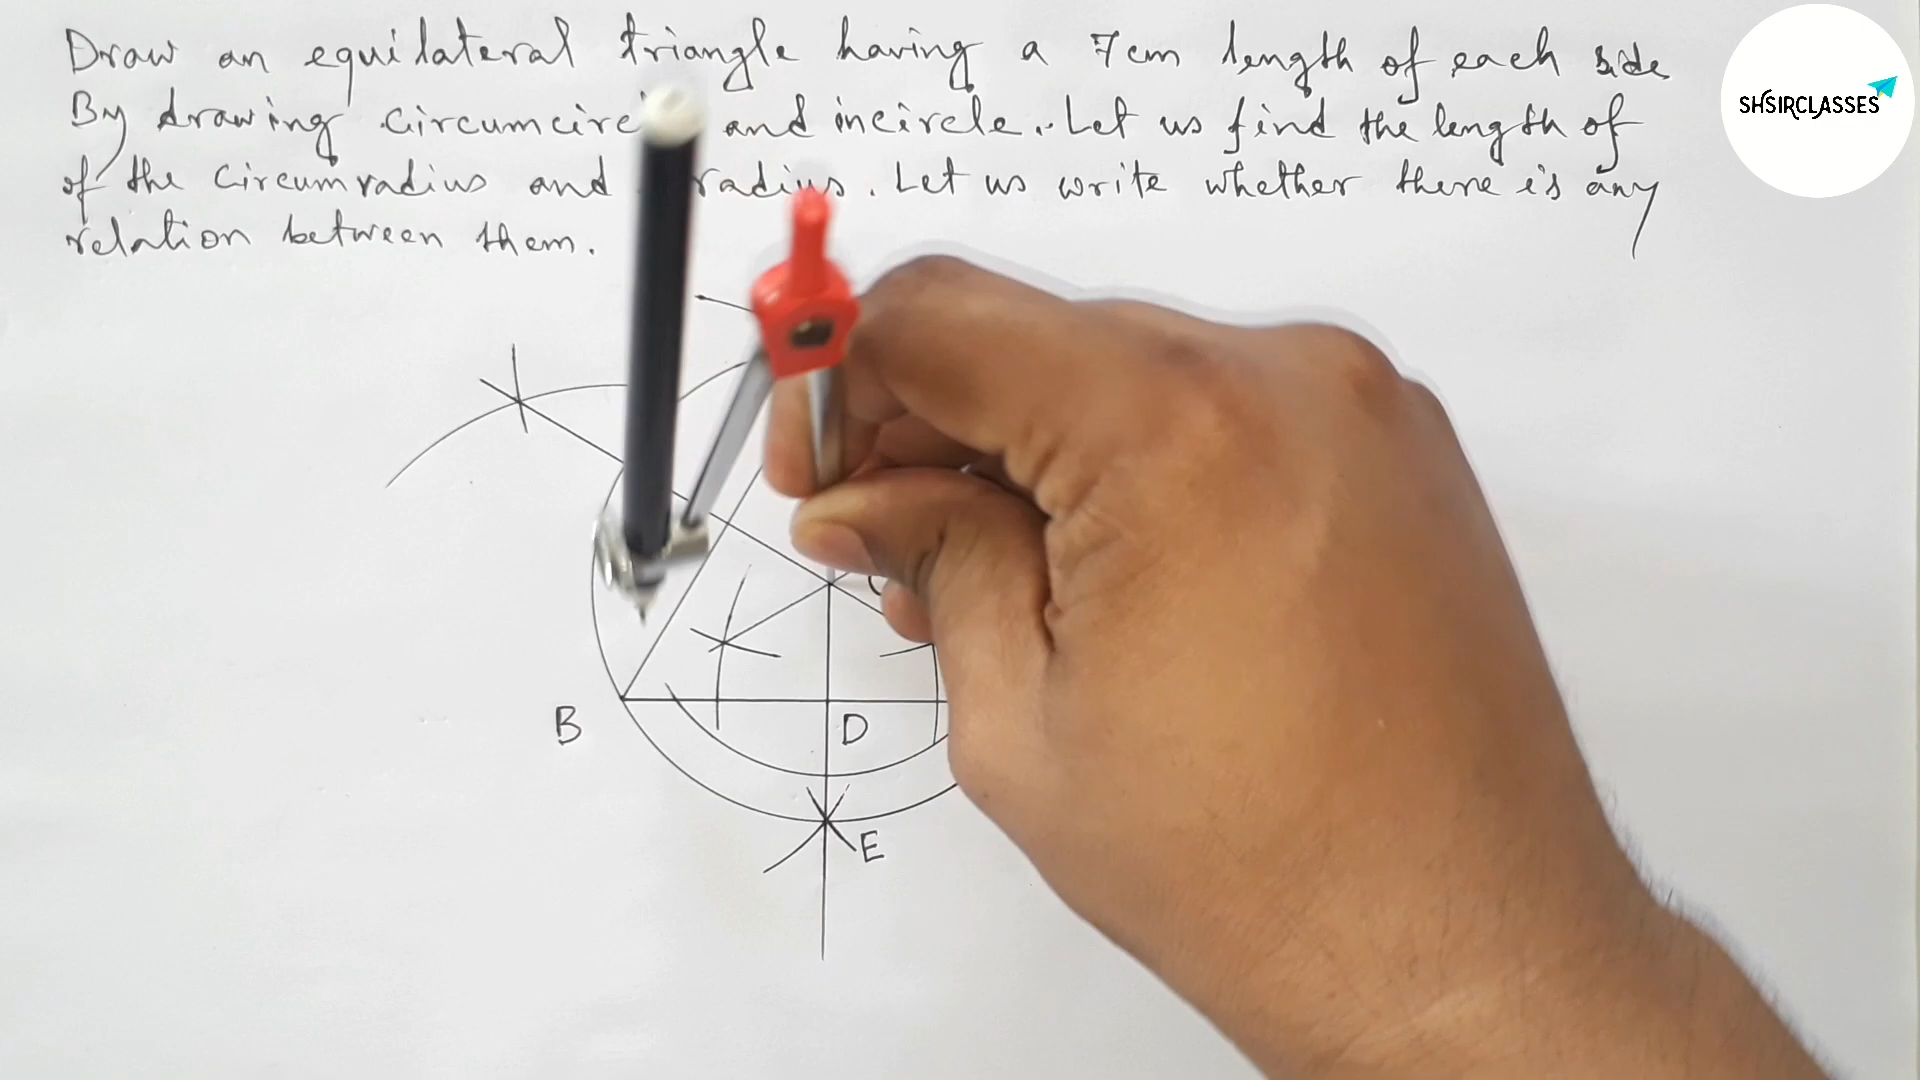 Draw an equilateral triangle having a 7cm length of each side
By drawing circumcirc and incircle. Let us find the length of
of the circumradius and radius. Let us write whether there is any
relation between them.
SHSIRCLASSES
B
D
E